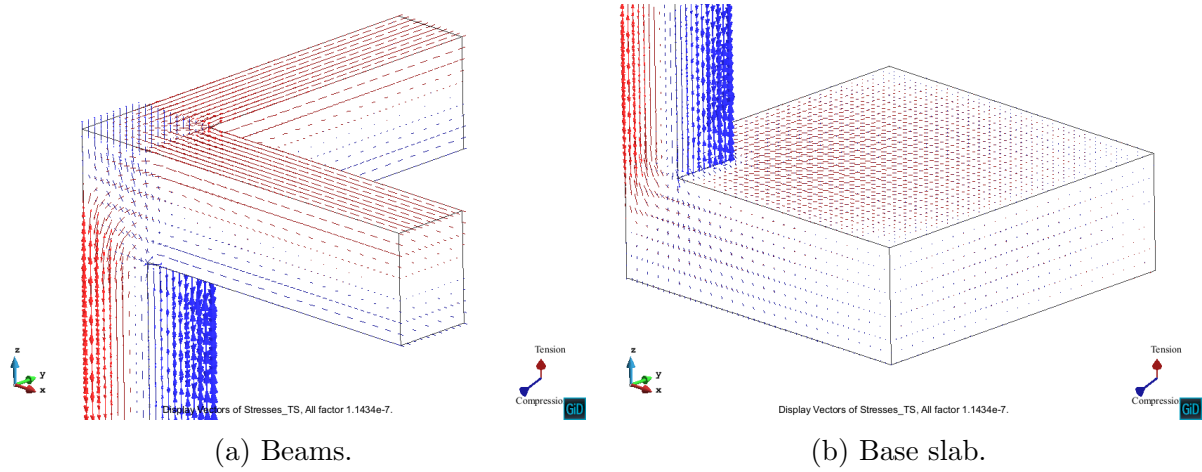 z
y
x
Tension
Compression
Display Vectors of Stresses_TS, All factor 1.1434e-7.
GiD
(a) Beams.
z
y
x
Tension
Compression
Display Vectors of Stresses_TS, All factor 1.1434e-7.
GiD
(b) Base slab.